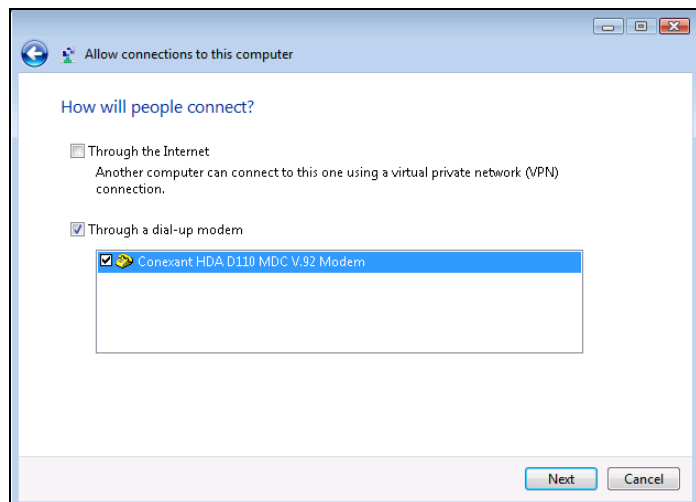 Allow connections to this computer
How will people connect?
Through the Internet
Another computer can connect to this one using a virtual private network (VPN)
connection.
Through a dial-up modem
Conexant HDA D110 MDC V.92 Modem
Next
Cancel